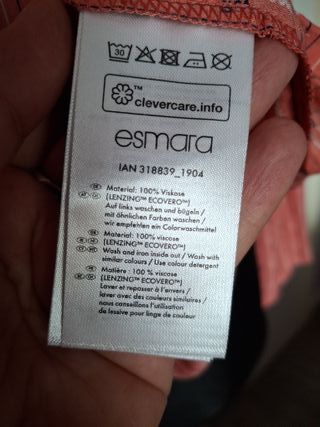 30
clevercare.info
esmara
IAN 318839_1904
Material: 100% Viskose
(LENZING™ ECOVERO™)
Auf links waschen und bügeln /
mit ähnlichen Farben waschen /
wir empfehlen ein Colorwaschmittel
Material: 100% viscose
(LENZING™ ECOVERO™)
Wash and iron inside out / Wash with
similar colours / Use colour detergent
Matière : 100 % viscose
(LENZING™ ECOVERO™)
Laver et repasser à l'envers /
laver avec des couleurs similaires /
nous conseillons l'utilisation
de lessive pour linge de couleur